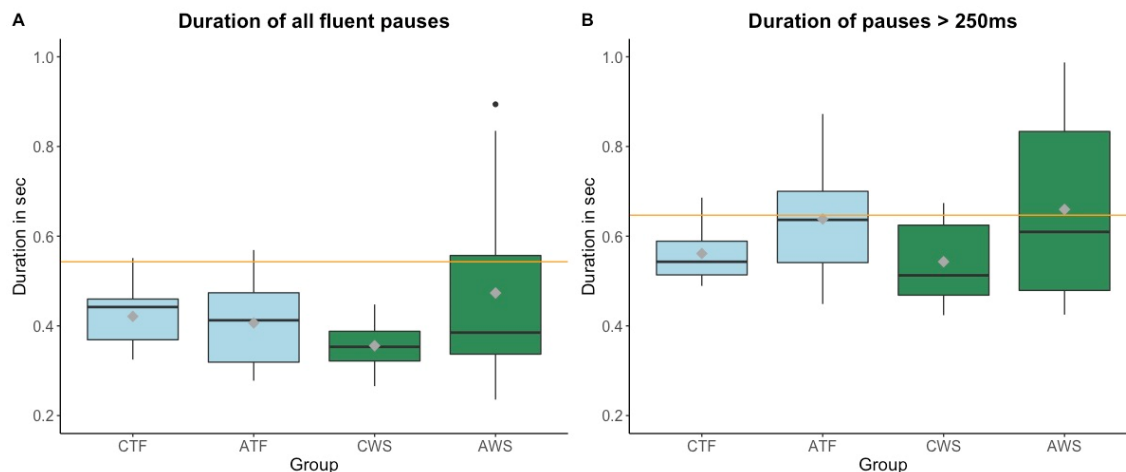 A
Duration of all fluent pauses
1.0
0.8
0.6
0.4
0.2
Duration in sec
CTF ATF CWS AWS
Group
B
Duration of pauses > 250ms
1.0
0.8
0.6
0.4
0.2
Duration in sec
CTF ATF CWS AWS
Group